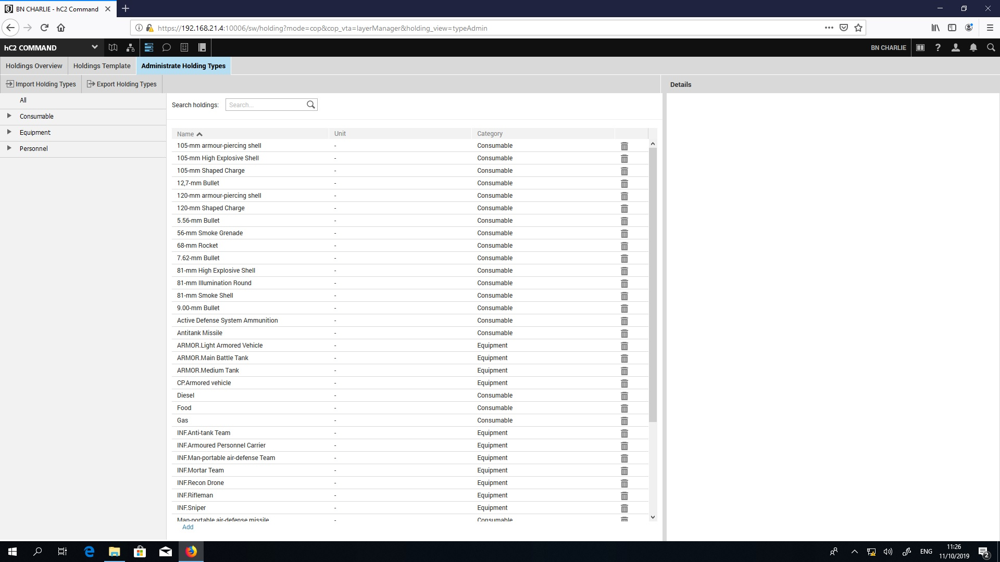 BN CHARLIE - hC2 Command
https://192.168.21.4:10006/sw/holding?mode=cop&cop_vta=layerManager&holding_view=typeAdmin
hC2 COMMAND
BN CHARLIE
Holdings Overview Holdings Template Administrate Holding Types
Import Holding Types Export Holding Types Details
All
Consumable
Equipment
Personnel
Search holdings: Search...
Name Unit Category
105-mm armour-piercing shell - Consumable
105-mm High Explosive Shell - Consumable
105-mm Shaped Charge - Consumable
12,7-mm Bullet - Consumable
120-mm armour-piercing shell - Consumable
120-mm Shaped Charge - Consumable
5.56-mm Bullet - Consumable
56-mm Smoke Grenade - Consumable
68-mm Rocket - Consumable
7.62-mm Bullet - Consumable
81-mm High Explosive Shell - Consumable
81-mm Illumination Round - Consumable
81-mm Smoke Shell - Consumable
9.00-mm Bullet - Consumable
Active Defense System Ammunition - Consumable
Antitank Missile - Consumable
ARMOR.Light Armored Vehicle - Equipment
ARMOR.Main Battle Tank - Equipment
ARMOR.Medium Tank - Equipment
CP.Armored vehicle - Equipment
Diesel - Consumable
Food - Consumable
Gas - Consumable
INF.Anti-tank Team - Equipment
INF.Armoured Personnel Carrier - Equipment
INF.Man-portable air-defense Team - Equipment
INF.Mortar Team - Equipment
INF.Recon Drone - Equipment
INF.Rifleman - Equipment
INF.Sniper - Equipment
Man-portable air-defense missile - Consumable
Add
ENG
11:26
11/10/2019
2